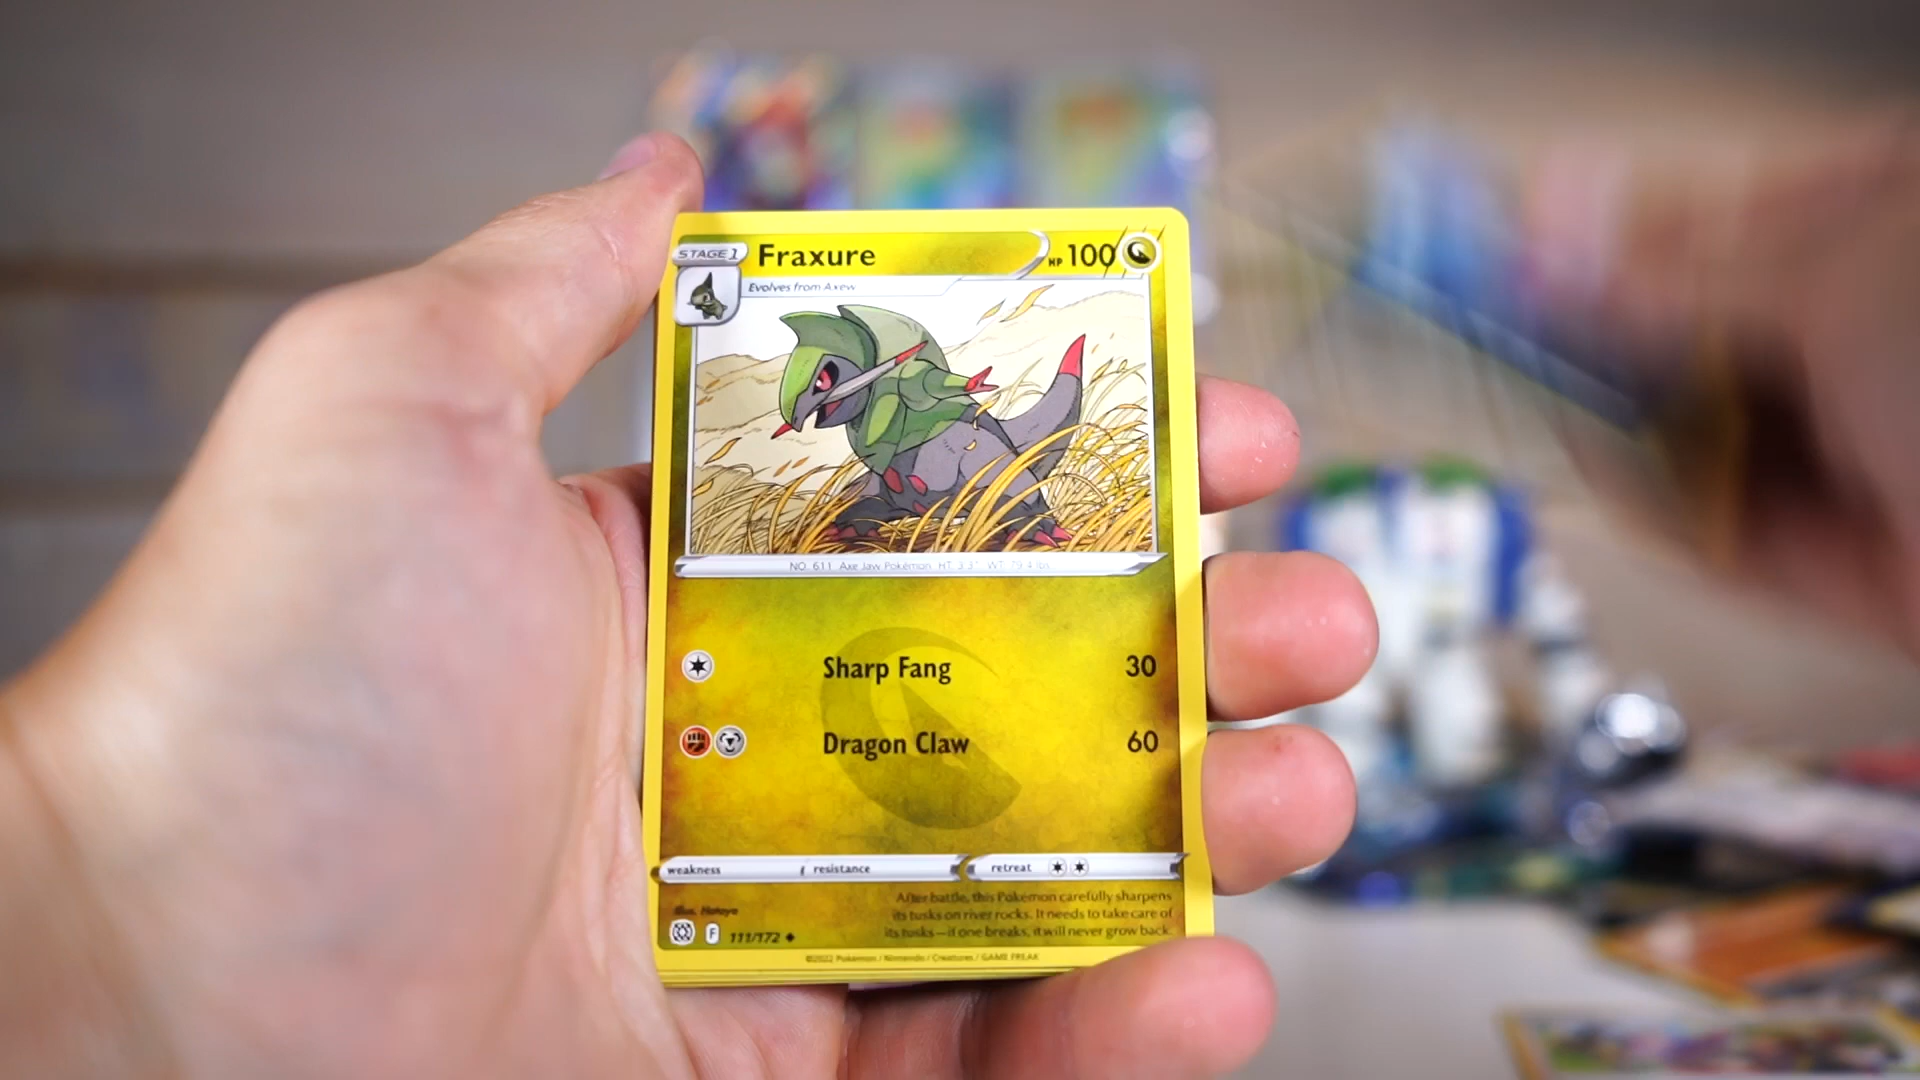 STAGE 1 Fraxure HP 100
Evolves from Axew
NO. 611 Axe Jaw Pokémon HT: 3'3" WT: 79.4 lbs.
Sharp Fang 30
Dragon Claw 60
weakness resistance retreat
Illus. Hataya
After battle, this Pokémon carefully sharpens
its tusks on river rocks. It needs to take care of
its tusks—if one breaks, it will never grow back.
F 111/172
©2022 Pokémon / Nintendo / Creatures / GAME FREAK